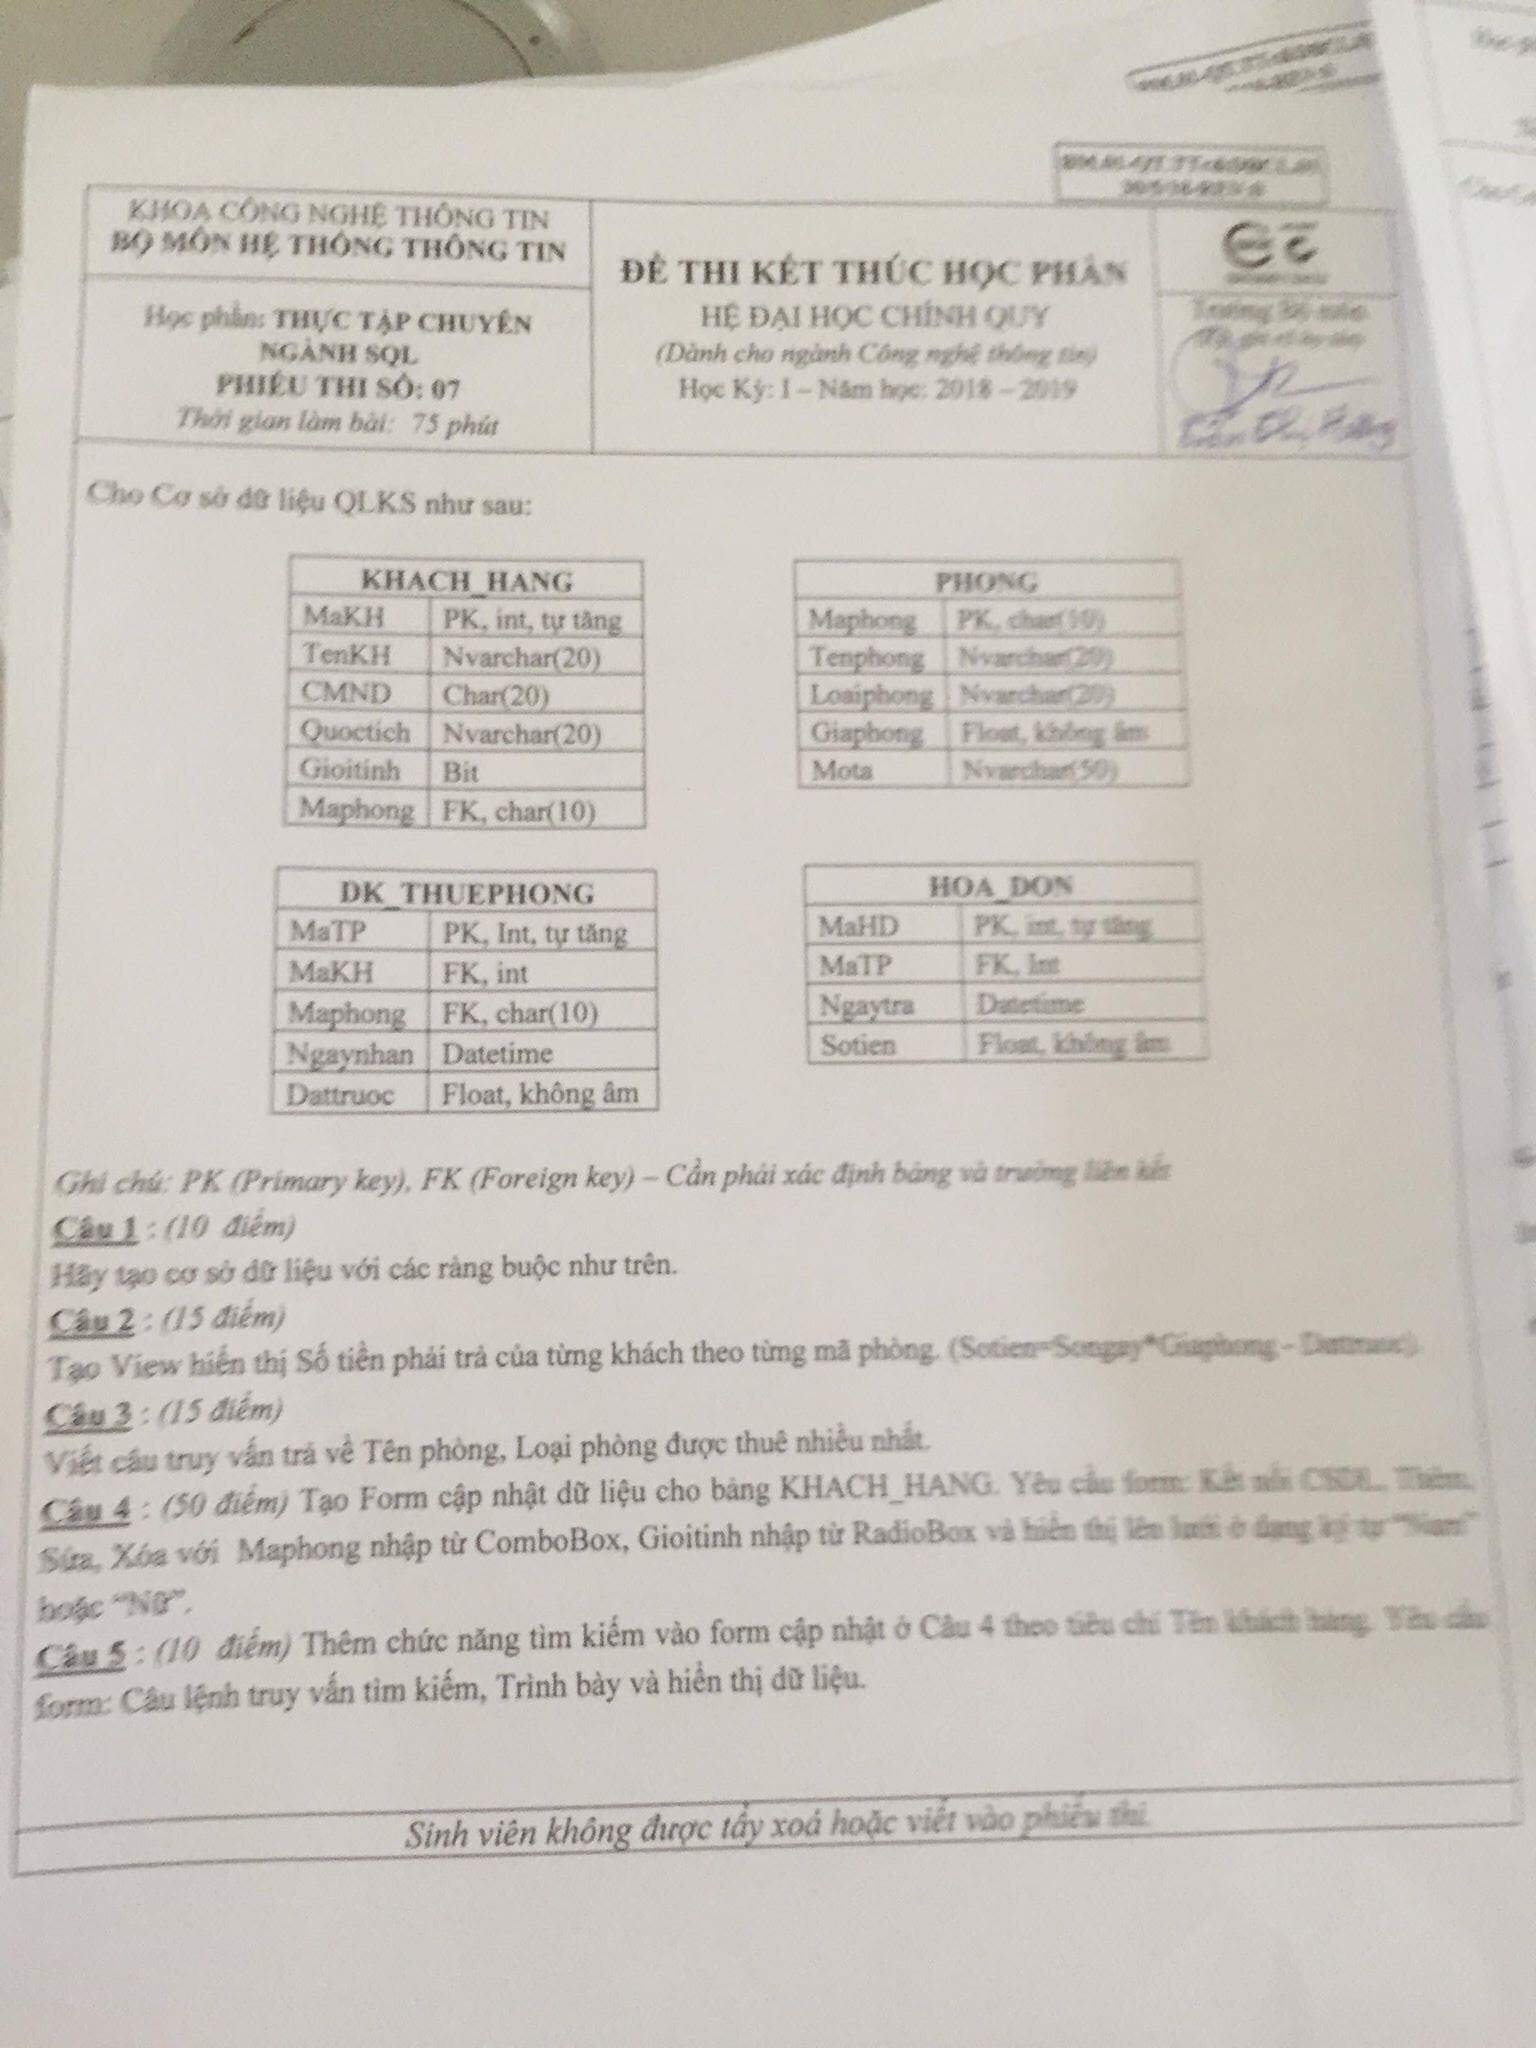 KHOA CÔNG NGHỆ THÔNG TIN
BỘ MÔN HỆ THỐNG THÔNG TIN
Học phần: THỰC TẬP CHUYÊN
NGÀNH SQL
PHIẾU THI SỐ: 07
Thời gian làm bài: 75 phút
ĐỀ THI KẾT THÚC HỌC PHẦN
HỆ ĐẠI HỌC CHÍNH QUY
(Dành cho ngành Công nghệ thông tin)
Học Kỳ: I – Năm học: 2018 – 2019
Trưởng Bộ môn
Cho Cơ sở dữ liệu QLKS như sau:
KHACH_HANG
MaKH PK, int, tự tăng
TenKH Nvarchar(20)
CMND Char(20)
Quoctich Nvarchar(20)
Gioitinh Bit
Maphong FK, char(10)
PHONG
Maphong PK, char(10)
Tenphong Nvarchar(20)
Loaiphong Nvarchar(20)
Giaphong Float, không âm
Mota Nvarchar(50)
DK_THUEPHONG
MaTP PK, Int, tự tăng
MaKH FK, int
Maphong FK, char(10)
Ngaynhan Datetime
Dattruoc Float, không âm
HOA_DON
MaHD PK, int, tự tăng
MaTP FK, Int
Ngaytra Datetime
Sotien Float, không âm
Ghi chú: PK (Primary key), FK (Foreign key) – Cần phải xác định bảng và trường liên kết
Câu 1 : (10 điểm)
Hãy tạo cơ sở dữ liệu với các ràng buộc như trên.
Câu 2 : (15 điểm)
Tạo View hiển thị Số tiền phải trả của từng khách theo từng mã phòng. (Sotien=Songay*Giaphong - Dattruoc).
Câu 3 : (15 điểm)
Viết câu truy vấn trả về Tên phòng, Loại phòng được thuê nhiều nhất.
Câu 4 : (50 điểm) Tạo Form cập nhật dữ liệu cho bảng KHACH_HANG. Yêu cầu form: Kết nối CSDL, Thêm,
Sửa, Xóa với Maphong nhập từ ComboBox, Gioitinh nhập từ RadioBox và hiển thị lên lưới ở dạng ký tự “Nam”
hoặc “Nữ”.
Câu 5 : (10 điểm) Thêm chức năng tìm kiếm vào form cập nhật ở Câu 4 theo tiêu chí Tên khách hàng. Yêu cầu
form: Câu lệnh truy vấn tìm kiếm, Trình bày và hiển thị dữ liệu.
Sinh viên không được tẩy xoá hoặc viết vào phiếu thi.